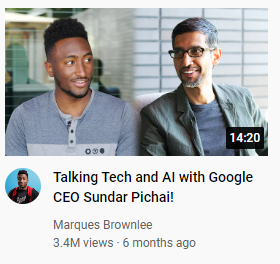 14:20
Talking Tech and AI with Google
CEO Sundar Pichai!
Marques Brownlee
3.4M views · 6 months ago